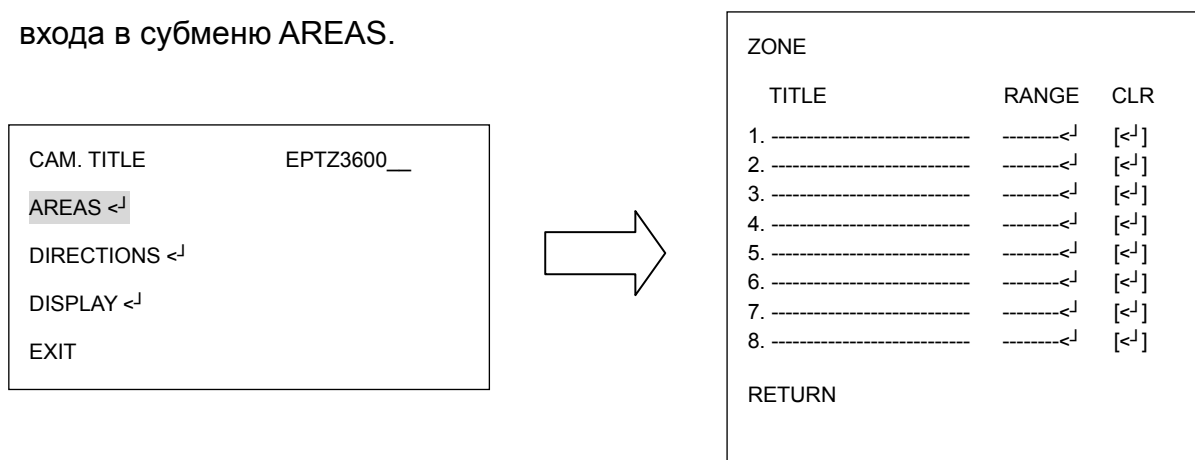 входа в субменю AREAS.
CAM. TITLE EPTZ3600__
AREAS <┘
DIRECTIONS <┘
DISPLAY <┘
EXIT
ZONE
TITLE RANGE CLR
1. ---------------------------- --------<┘ [<┘]
2. ---------------------------- --------<┘ [<┘]
3. ---------------------------- --------<┘ [<┘]
4. ---------------------------- --------<┘ [<┘]
5. ---------------------------- --------<┘ [<┘]
6. ---------------------------- --------<┘ [<┘]
7. ---------------------------- --------<┘ [<┘]
8. ---------------------------- --------<┘ [<┘]
RETURN